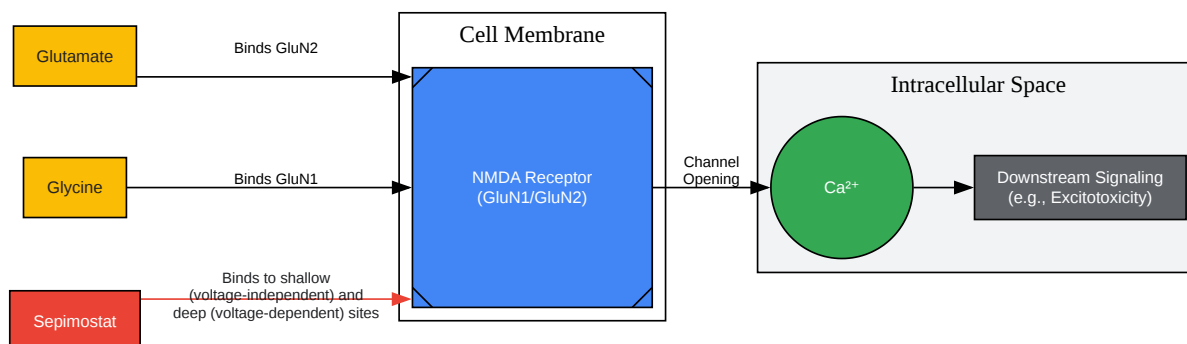 Glutamate
Binds GluN2
Cell Membrane
Intracellular Space
Glycine
Binds GluN1
NMDA Receptor
(GluN1/GluN2)
Channel
Opening
Ca²⁺
Downstream Signaling
(e.g., Excitotoxicity)
Sepimostat
Binds to shallow
(voltage-independent) and
deep (voltage-dependent) sites